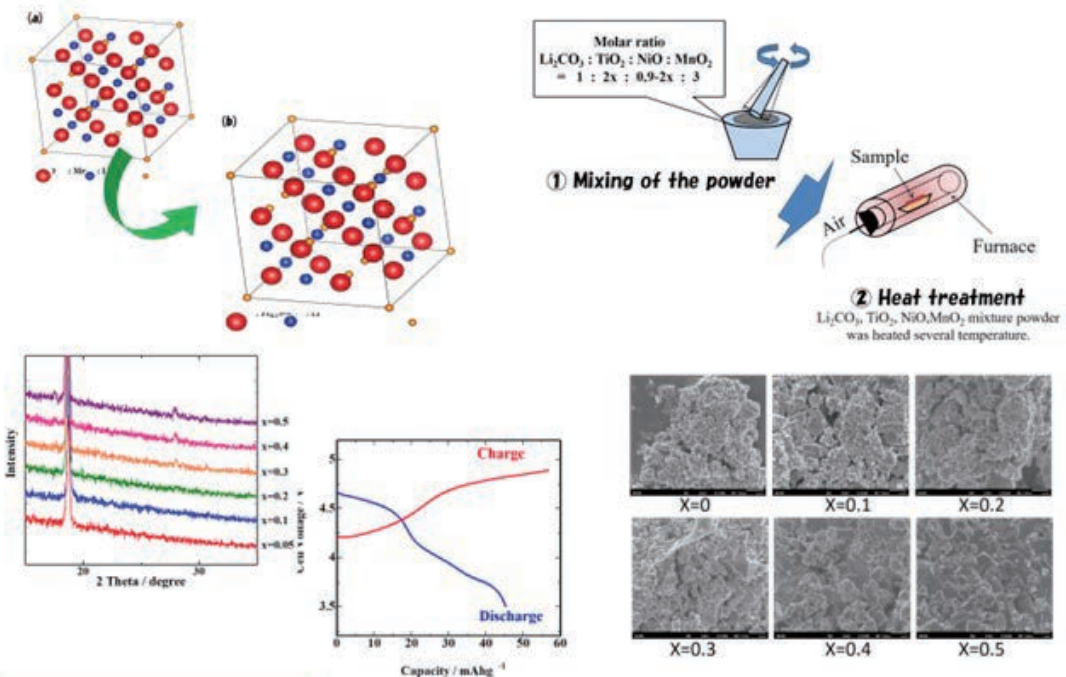 (a)
(b)
Molar ratio
Li₂CO₃ : TiO₂ : NiO : MnO₂
= 1 : 2x : 0.9-2x : 3
① Mixing of the powder
Sample
Air
Furnace
② Heat treatment
Li₂CO₃, TiO₂, NiO,MnO₂ mixture powder
was heated several temperature.
Intensity
x=0.5
x=0.4
x=0.3
x=0.2
x=0.1
x=0.05
20
30
2 Theta / degree
5
4.5
4
3.5
Charge
Discharge
0 10 20 30 40 50 60
Capacity / mAhg⁻¹
X=0
X=0.1
X=0.2
X=0.3
X=0.4
X=0.5